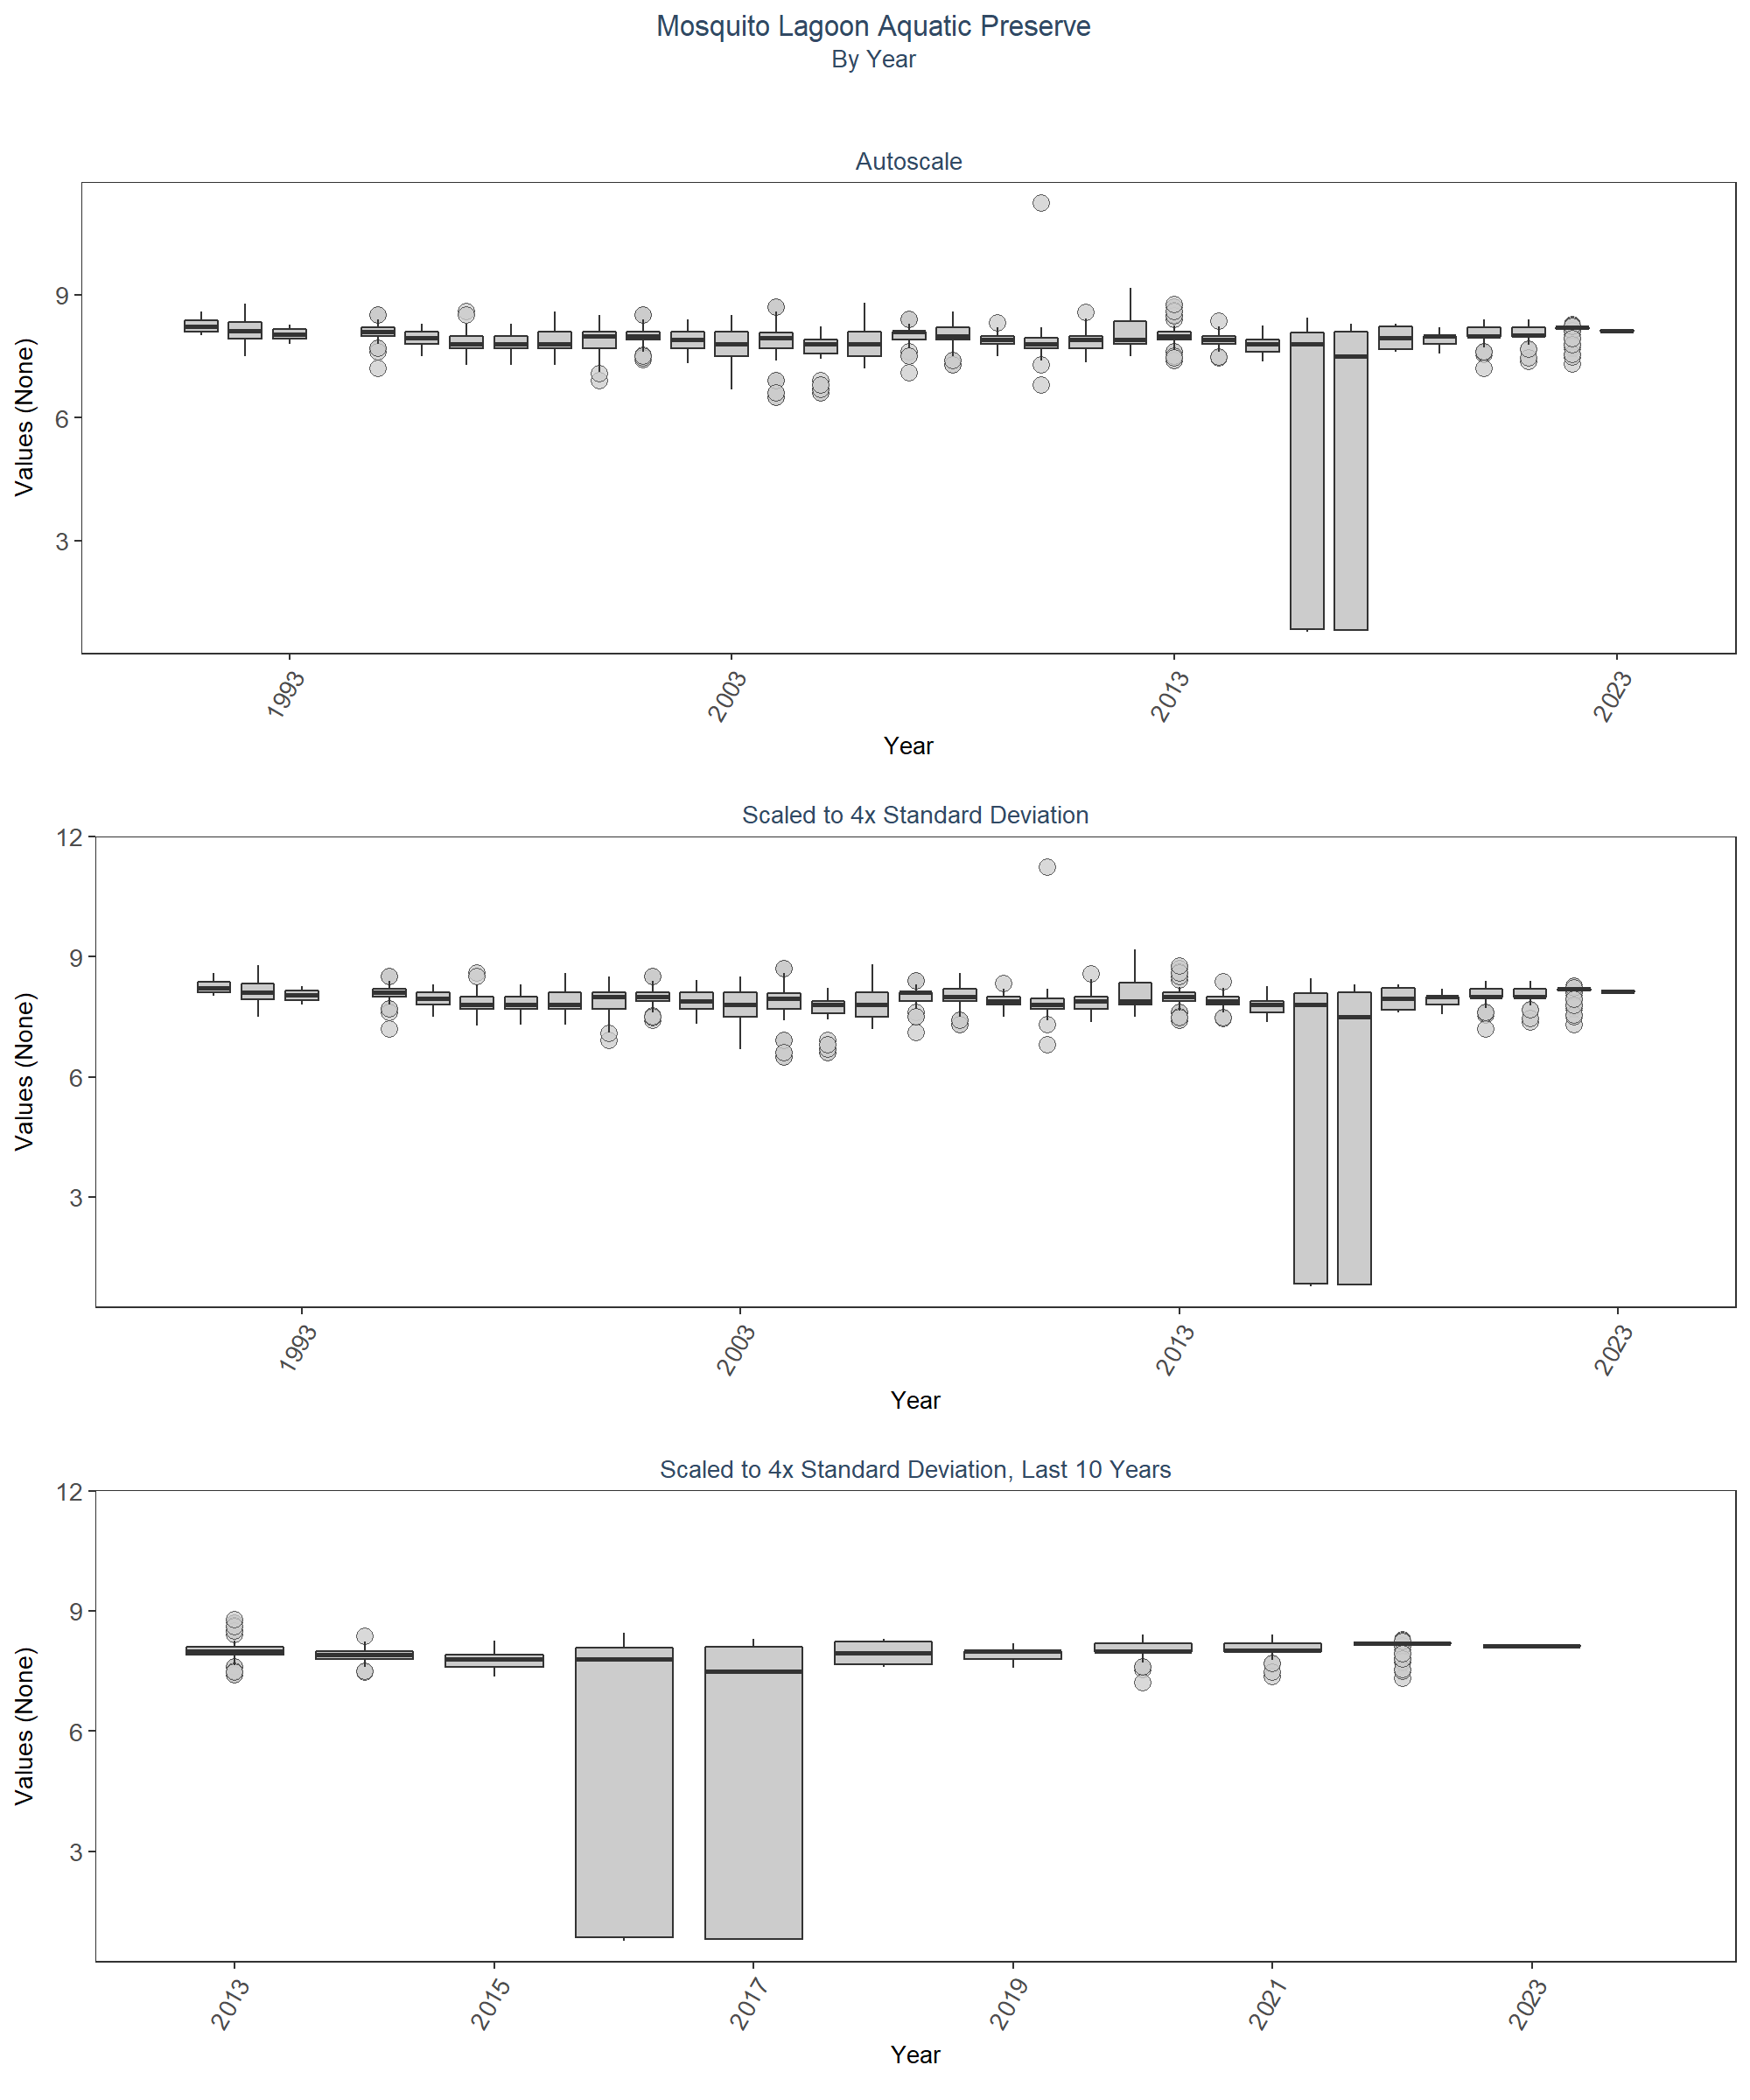 Mosquito Lagoon Aquatic Preserve
By Year
Autoscale
Values (None)
9
6
3
1993
2003
2013
2023
Year
Scaled to 4x Standard Deviation
Values (None)
12
9
6
3
1993
2003
2013
2023
Year
Scaled to 4x Standard Deviation, Last 10 Years
Values (None)
12
9
6
3
2013
2015
2017
2019
2021
2023
Year